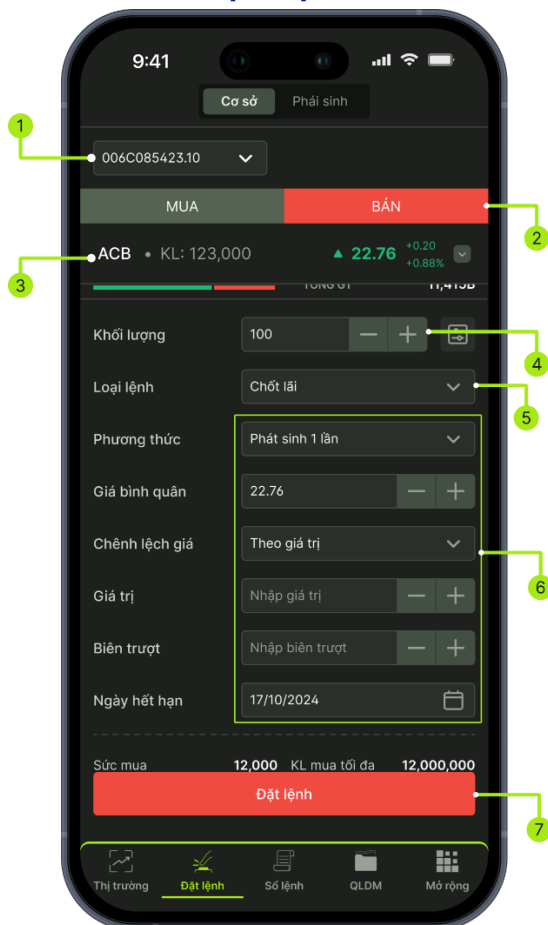 9:41
Cơ sở Phái sinh
1
006C085423.10
MUA BÁN
2
ACB • KL: 123,000 ▲ 22.76 +0.20
+0.88%
3
TỔNG GT 11,415B
Khối lượng 100 — +
4
Loại lệnh Chốt lãi
5
Phương thức Phát sinh 1 lần
Giá bình quân 22.76 — +
Chênh lệch giá Theo giá trị
6
Giá trị Nhập giá trị — +
Biên trượt Nhập biên trượt — +
Ngày hết hạn 17/10/2024
Sức mua 12,000 KL mua tối đa 12,000,000
Đặt lệnh
7
Thị trường Đặt lệnh Sổ lệnh QLDM Mở rộng